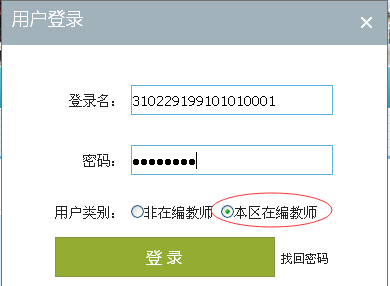 用户登录 ×
登录名： 310229199101010001
密码： ●●●●●●●●
用户类别： 非在编教师 本区在编教师
登 录 找回密码